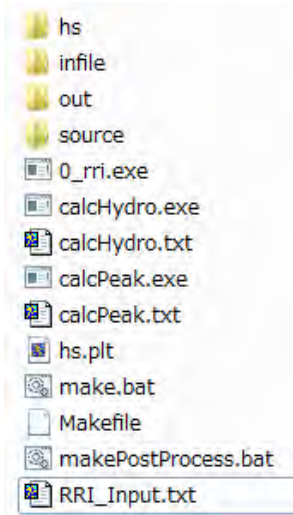 hs
infile
out
source
0_rri.exe
calcHydro.exe
calcHydro.txt
calcPeak.exe
calcPeak.txt
hs.plt
make.bat
Makefile
makePostProcess.bat
RRI_Input.txt